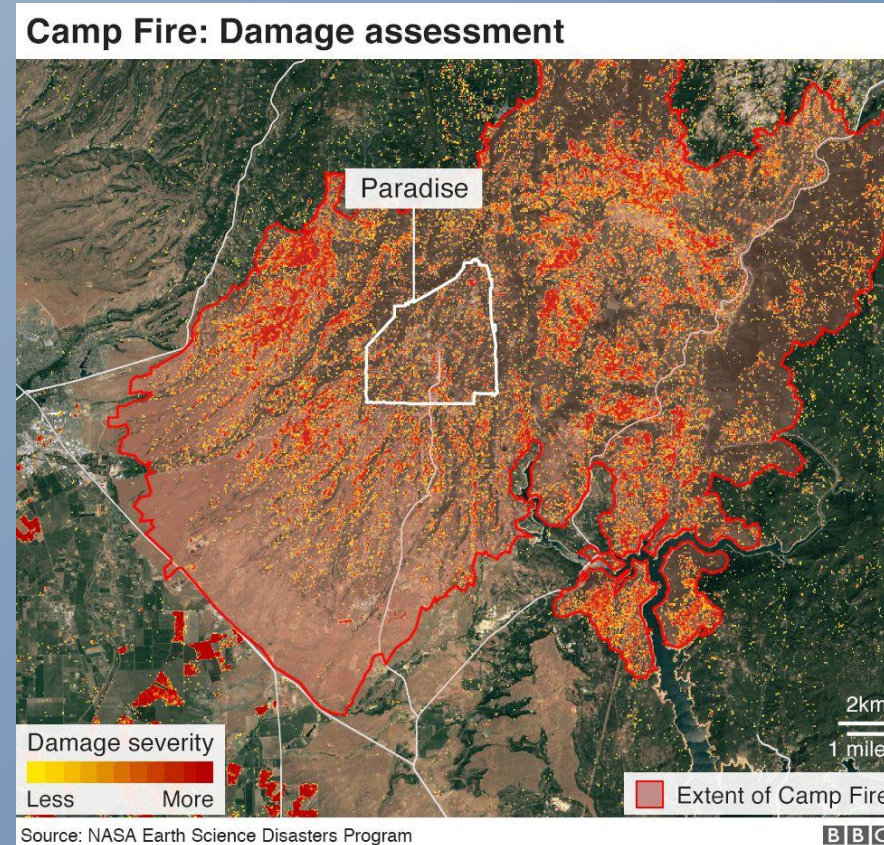 Camp Fire: Damage assessment
Paradise
2km
1 mile
Damage severity
Less More
Extent of Camp Fire
Source: NASA Earth Science Disasters Program
BBC